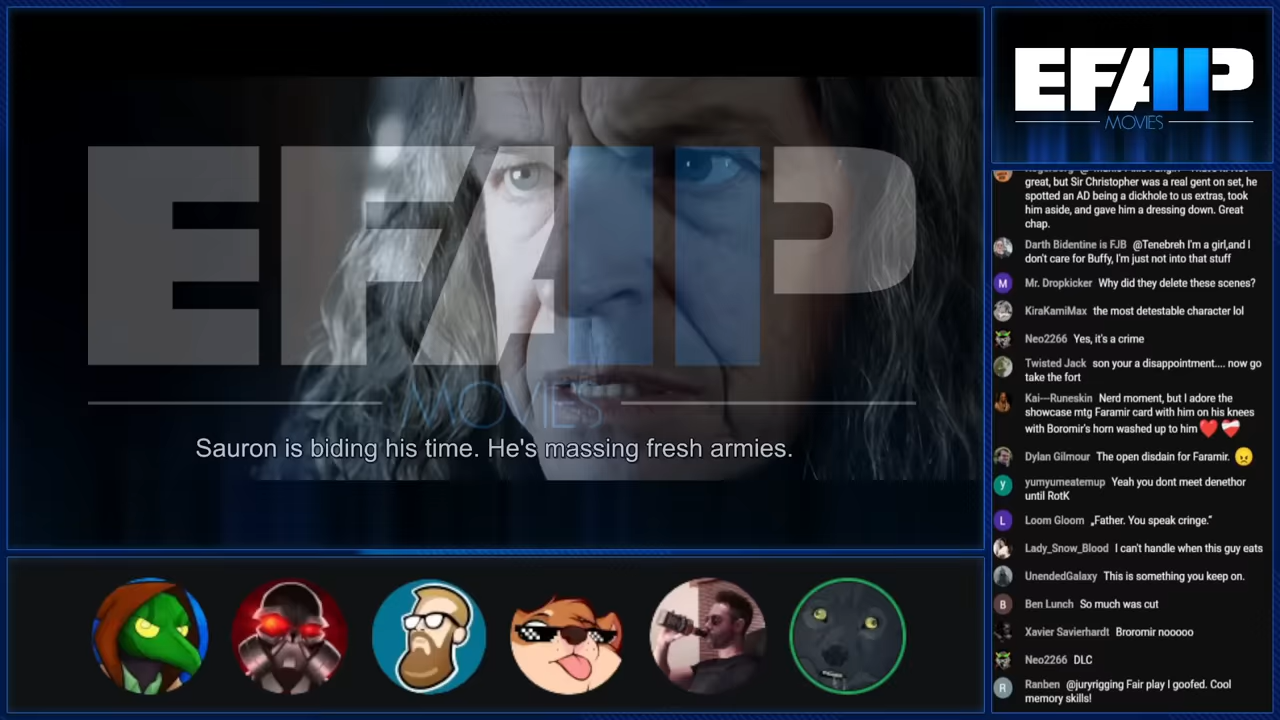 EFAP
MOVIES
Sauron is biding his time. He's massing fresh armies.
EFAP
MOVIES
great, but Sir Christopher was a real gent on set, he
spotted an AD being a dickhole to us extras, took
him aside, and gave him a dressing down. Great
chap.
Darth Bidentine is FJB @Tenebreh I'm a girl,and I
don't care for Buffy, I'm just not into that stuff
M
Mr. Dropkicker Why did they delete these scenes?
KiraKamiMax the most detestable character lol
Neo2266 Yes, it's a crime
Twisted Jack son your a disappointment.... now go
take the fort
Kai---Runeskin Nerd moment, but I adore the
showcase mtg Faramir card with him on his knees
with Boromir's horn washed up to him❤️ ❤️‍🩹
Dylan Gilmour The open disdain for Faramir. 😠
y
yumyumeatemup Yeah you dont meet denethor
until RotK
L
Loom Gloom „Father. You speak cringe.“
Lady_Snow_Blood I can't handle when this guy eats
UnendedGalaxy This is something you keep on.
B
Ben Lunch So much was cut
Xavier Savierhardt Broromir nooooo
Neo2266 DLC
R
Ranben @juryrigging Fair play I goofed. Cool
memory skills!